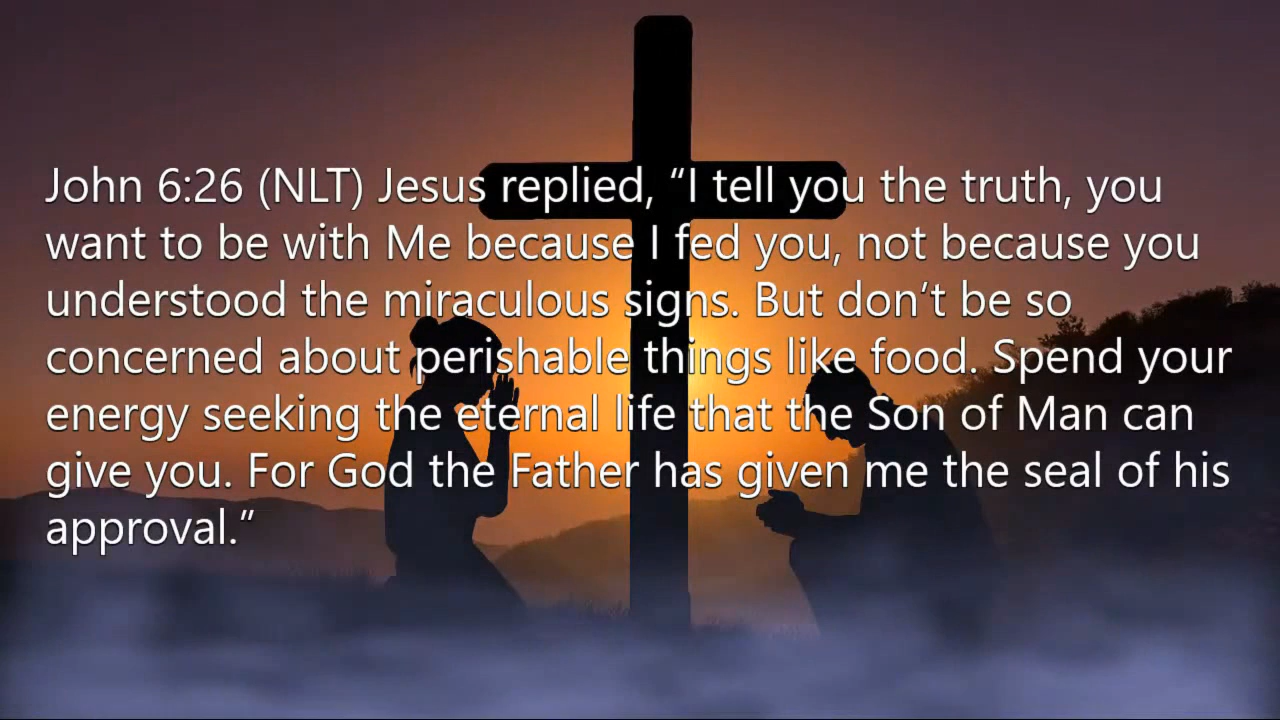 John 6:26 (NLT) Jesus replied, “I tell you the truth, you
want to be with Me because I fed you, not because you
understood the miraculous signs. But don’t be so
concerned about perishable things like food. Spend your
energy seeking the eternal life that the Son of Man can
give you. For God the Father has given me the seal of his
approval.”